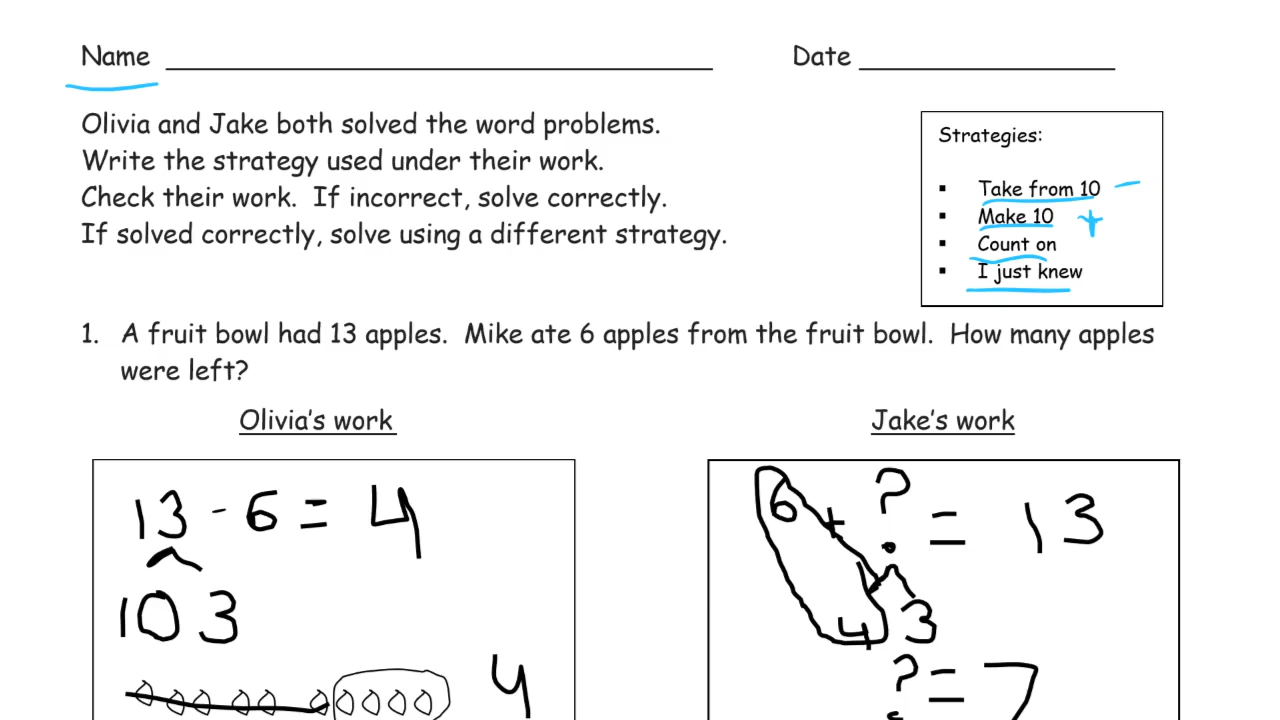 Name Date
Olivia and Jake both solved the word problems.
Write the strategy used under their work.
Check their work. If incorrect, solve correctly.
If solved correctly, solve using a different strategy.
Strategies:
▪ Take from 10 -
▪ Make 10 +
▪ Count on
▪ I just knew
1. A fruit bowl had 13 apples. Mike ate 6 apples from the fruit bowl. How many apples
were left?
Olivia's work
13 - 6 = 4
10 3
4
Jake's work
6 + ? = 13
4 3
? = 7